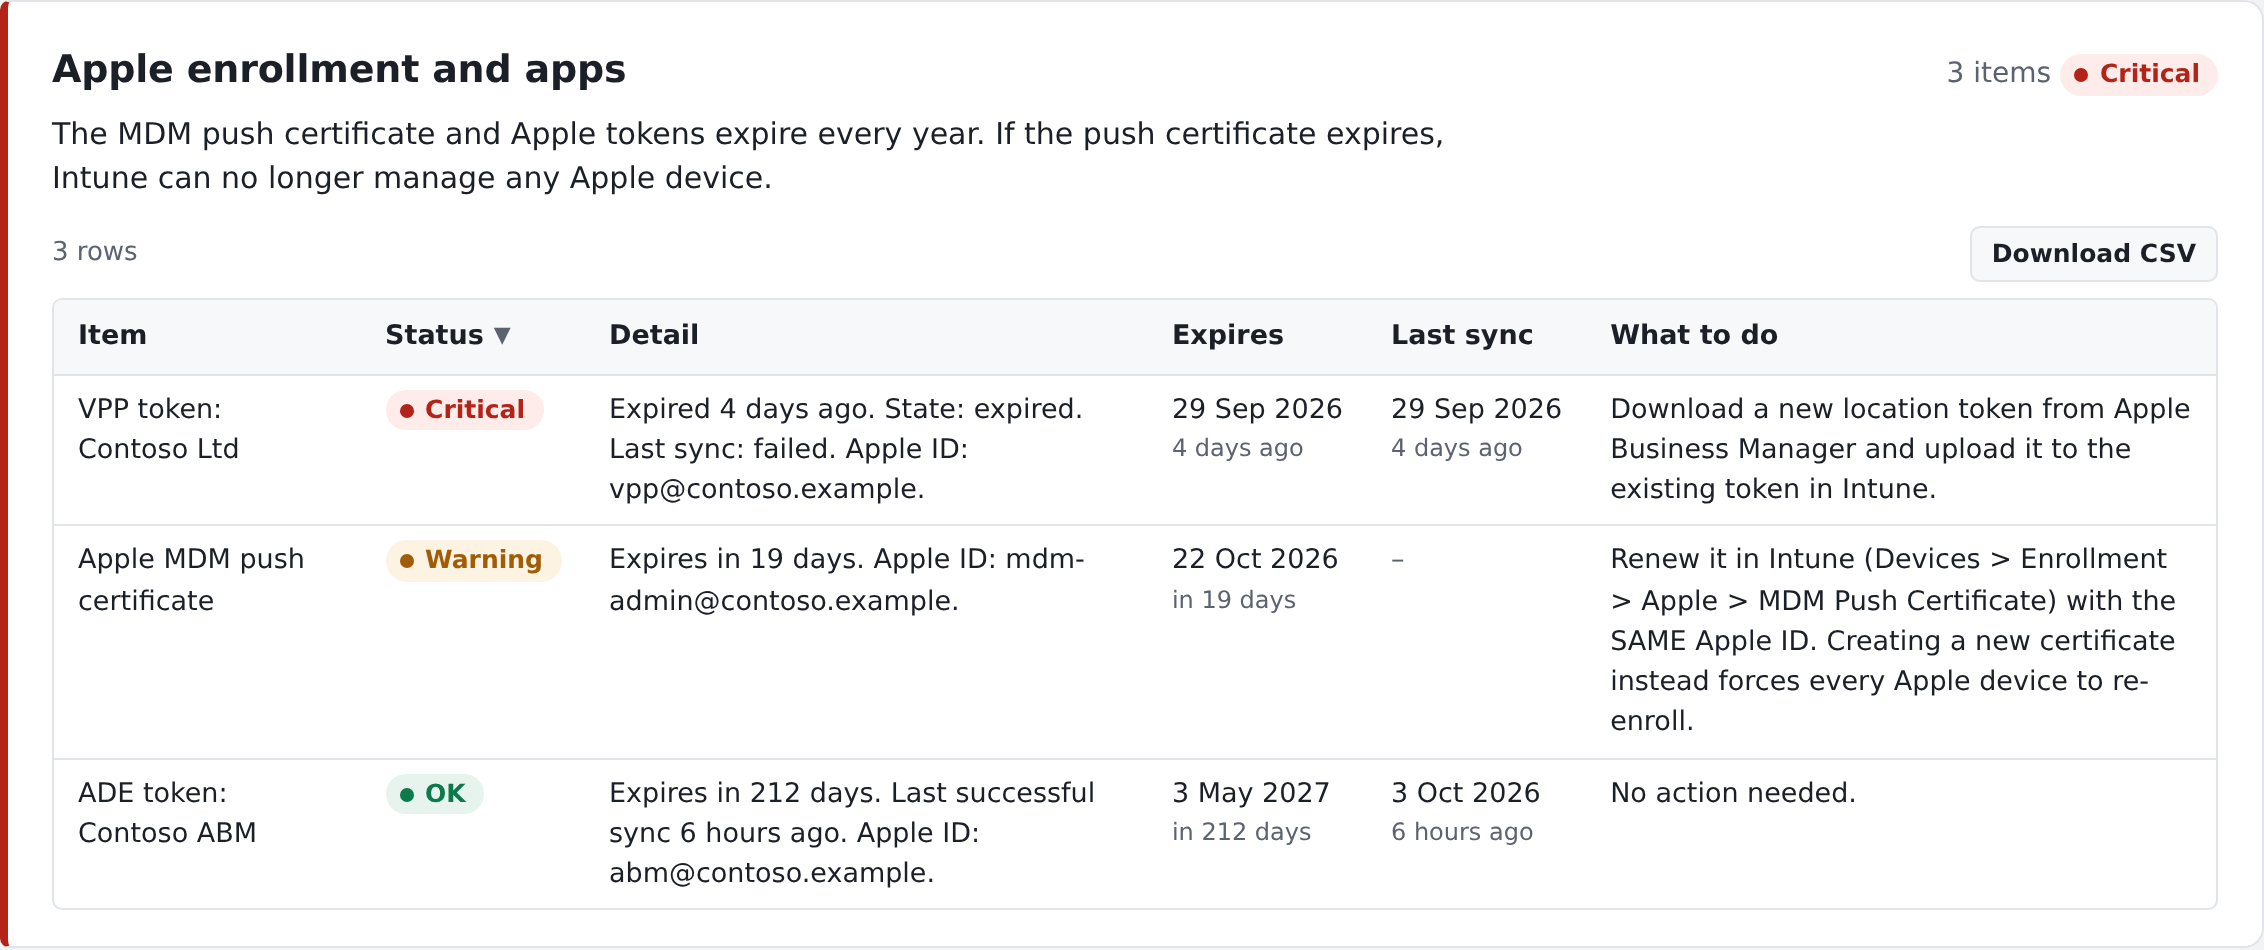 Apple enrollment and apps
3 items Critical
The MDM push certificate and Apple tokens expire every year. If the push certificate expires,
Intune can no longer manage any Apple device.
3 rows
Download CSV
Item Status ▼ Detail Expires Last sync What to do
VPP token: Critical Expired 4 days ago. State: expired. 29 Sep 2026 29 Sep 2026 Download a new location token from Apple
Contoso Ltd Last sync: failed. Apple ID: 4 days ago 4 days ago Business Manager and upload it to the
vpp@contoso.example. existing token in Intune.
Apple MDM push Warning Expires in 19 days. Apple ID: mdm- 22 Oct 2026 – Renew it in Intune (Devices > Enrollment
certificate admin@contoso.example. in 19 days > Apple > MDM Push Certificate) with the
SAME Apple ID. Creating a new certificate
instead forces every Apple device to re-
enroll.
ADE token: OK Expires in 212 days. Last successful 3 May 2027 3 Oct 2026 No action needed.
Contoso ABM sync 6 hours ago. Apple ID: in 212 days 6 hours ago
abm@contoso.example.